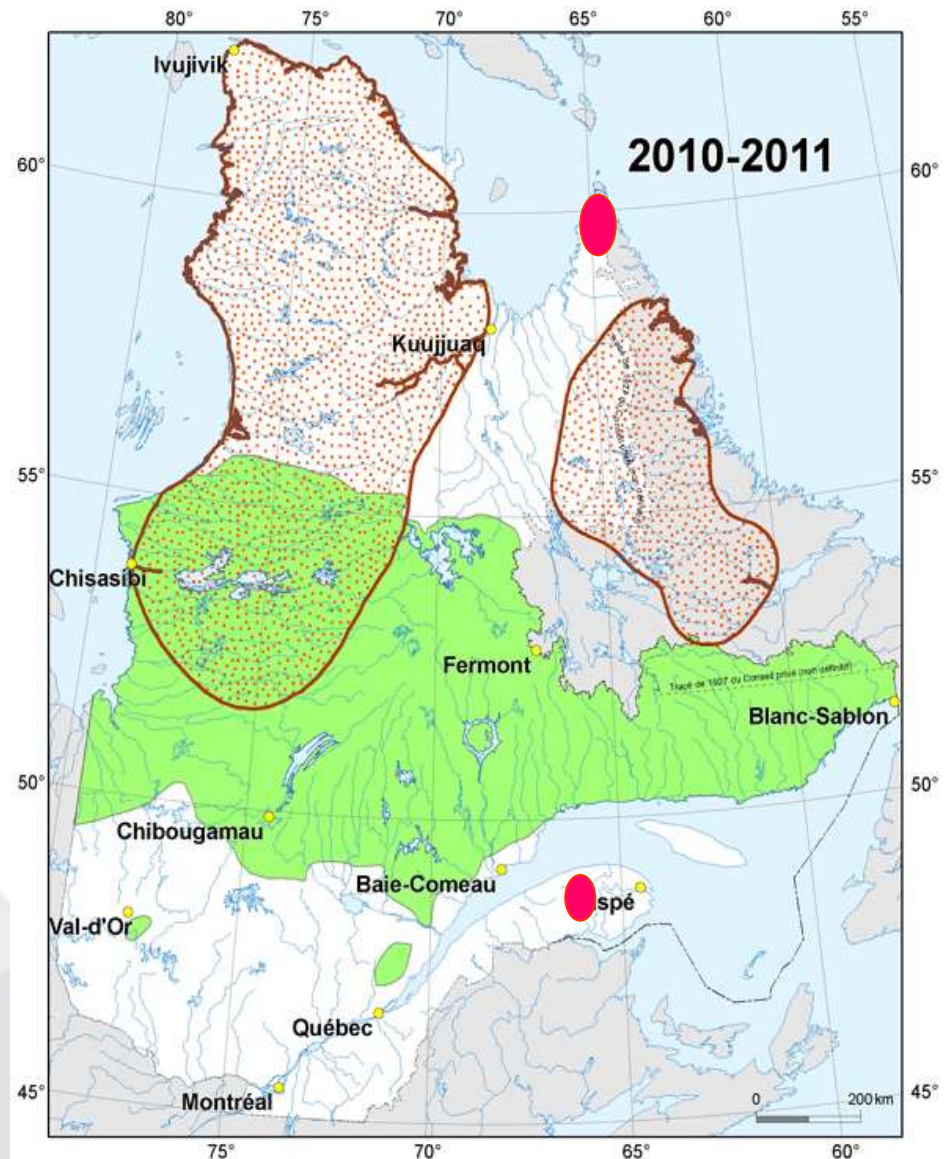 80° 75° 70° 65° 60° 55°
Ivujivik
2010-2011
60° 60°
Kuujjuaq
55° 55°
Chisasibi
Fermont
Tracé de 1927 du Conseil privé (non définitif)
Blanc-Sablon
50° 50°
Chibougamau
Baie-Comeau
spé
Val-d'Or
Québec
45° 45°
Montréal
0 200 km
75° 70° 65° 60°